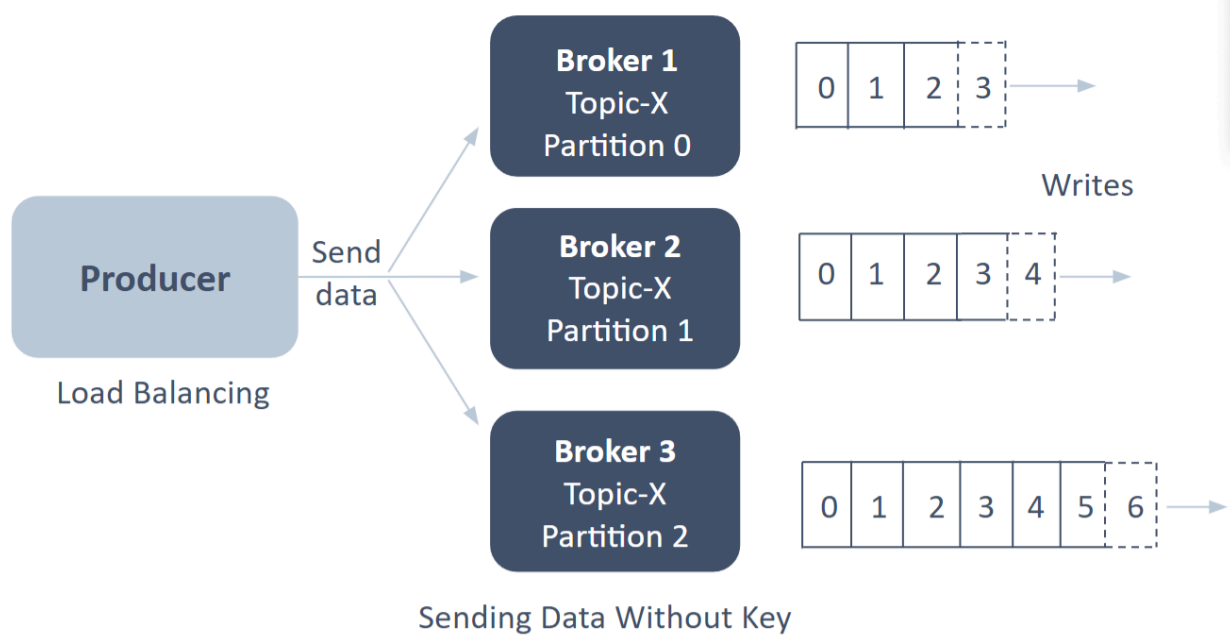 Broker 1
Topic-X
Partition 0
0 1 2 3
Writes
Producer
Send
data
Load Balancing
Broker 2
Topic-X
Partition 1
0 1 2 3 4
Broker 3
Topic-X
Partition 2
0 1 2 3 4 5 6
Sending Data Without Key